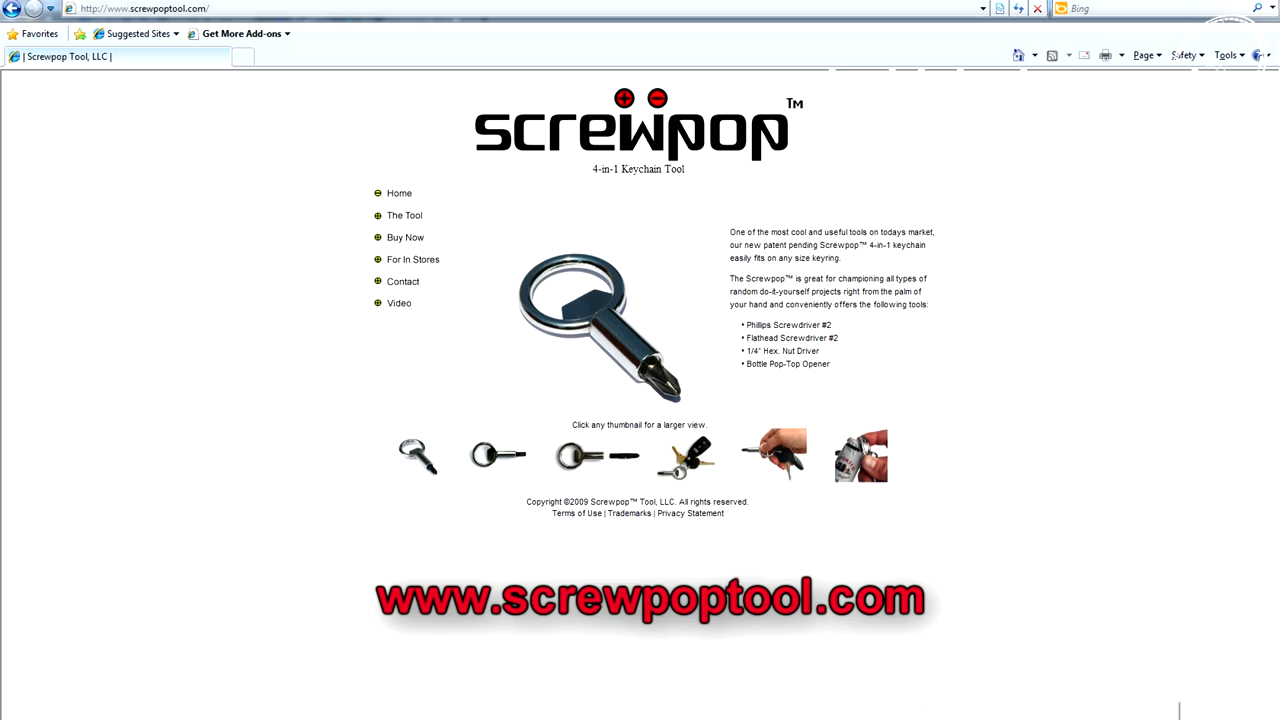 http://www.screwpoptool.com/
Bing
Favorites
Suggested Sites
Get More Add-ons
| Screwpop Tool, LLC |
Page
Safety
Tools
screwpop™
4-in-1 Keychain Tool
Home
The Tool
Buy Now
For In Stores
Contact
Video
One of the most cool and useful tools on todays market,
our new patent pending Screwpop™ 4-in-1 keychain
easily fits on any size keyring.
The Screwpop™ is great for championing all types of
random do-it-yourself projects right from the palm of
your hand and conveniently offers the following tools:
• Phillips Screwdriver #2
• Flathead Screwdriver #2
• 1/4" Hex. Nut Driver
• Bottle Pop-Top Opener
Click any thumbnail for a larger view.
Copyright ©2009 Screwpop™ Tool, LLC. All rights reserved.
Terms of Use | Trademarks | Privacy Statement
www.screwpoptool.com